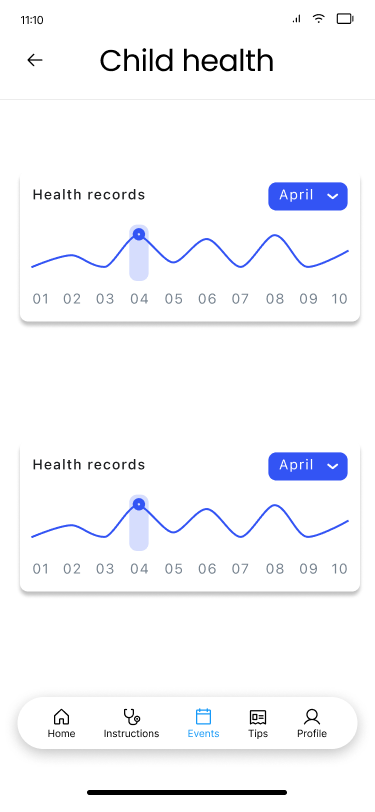 11:10
Child health
Health records April
01 02 03 04 05 06 07 08 09 10
Health records April
01 02 03 04 05 06 07 08 09 10
Home Instructions Events Tips Profile